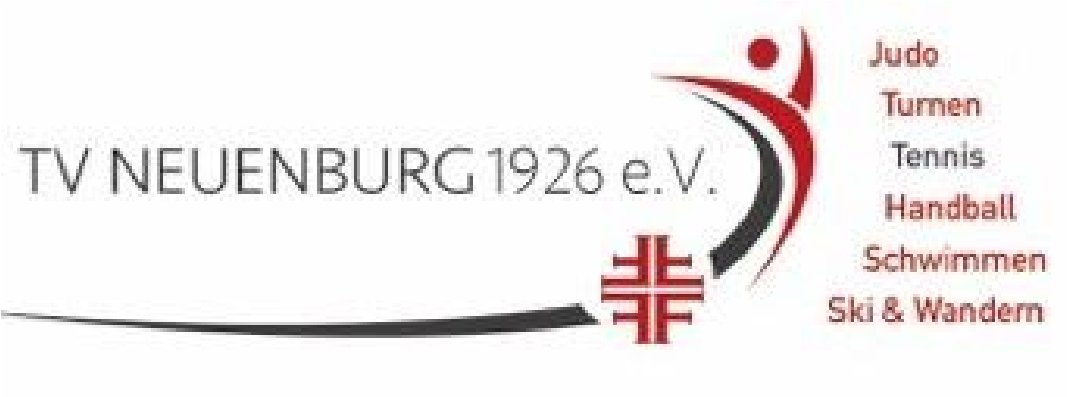 TV NEUENBURG 1926 e.V.
Judo
Turnen
Tennis
Handball
Schwimmen
Ski & Wandern